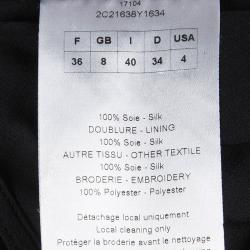 17104
2C21638Y1634
F GB I D USA
36 8 40 34 4
100% Soie - Silk
DOUBLURE - LINING
100% Soie - Silk
AUTRE TISSU - OTHER TEXTILE
100% Soie - Silk
BRODERIE - EMBROIDERY
100% Polyester - Polyester
Détachage local uniquement
Local cleaning only
Protéger la broderie avant le nettoyage